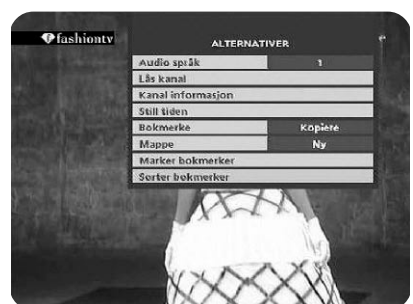 fashiontv
ALTERNATIVER
Audio språk 1
Lås kanal
Kanal informasjon
Still tiden
Bokmerke Kopiere
Mappe Ny
Marker bokmerker
Sorter bokmerker